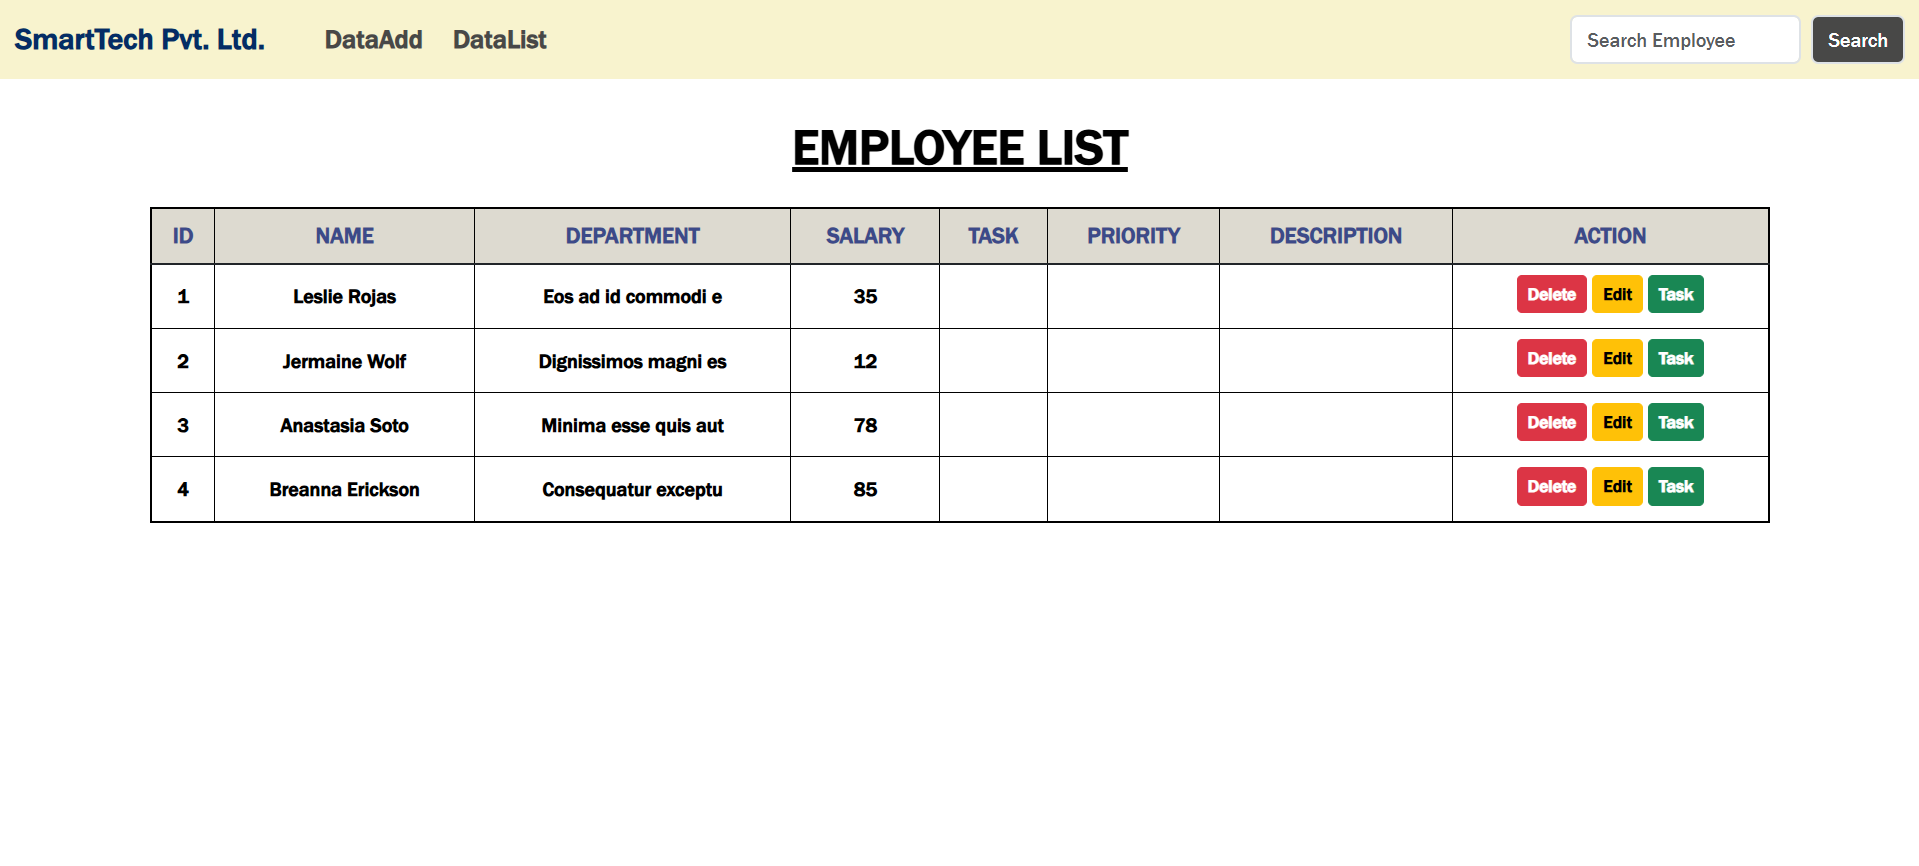 SmartTech Pvt. Ltd. DataAdd DataList Search Employee Search
EMPLOYEE LIST
ID NAME DEPARTMENT SALARY TASK PRIORITY DESCRIPTION ACTION
1 Leslie Rojas Eos ad id commodi e 35 Delete Edit Task
2 Jermaine Wolf Dignissimos magni es 12 Delete Edit Task
3 Anastasia Soto Minima esse quis aut 78 Delete Edit Task
4 Breanna Erickson Consequatur exceptu 85 Delete Edit Task